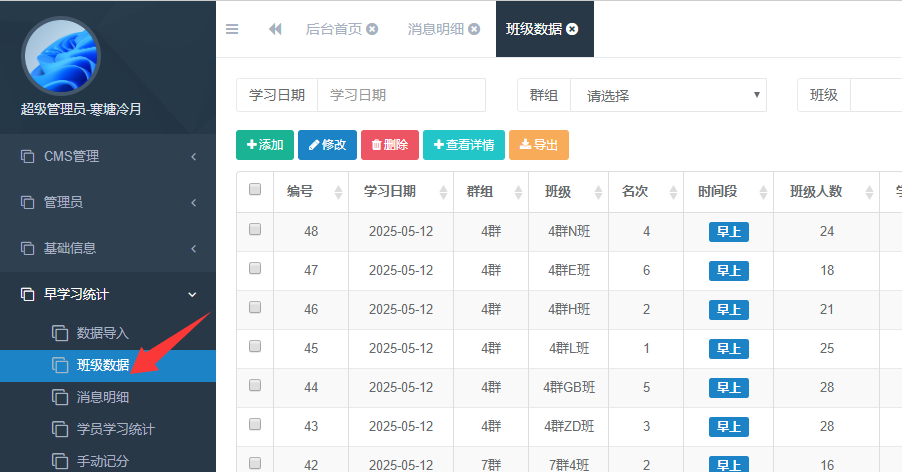 超级管理员-寒塘冷月
CMS管理
管理员
基础信息
早学习统计
数据导入
班级数据
消息明细
学员学习统计
手动记分
后台首页 消息明细 班级数据
学习日期 学习日期 群组 请选择 班级
添加 修改 删除 查看详情 导出
编号 学习日期 群组 班级 名次 时间段 班级人数
48 2025-05-12 4群 4群N班 4 早上 24
47 2025-05-12 4群 4群E班 6 早上 18
46 2025-05-12 4群 4群H班 2 早上 21
45 2025-05-12 4群 4群L班 1 早上 25
44 2025-05-12 4群 4群GB班 5 早上 28
43 2025-05-12 4群 4群ZD班 3 早上 28
42 2025-05-12 7群 7群4班 2 早上 16